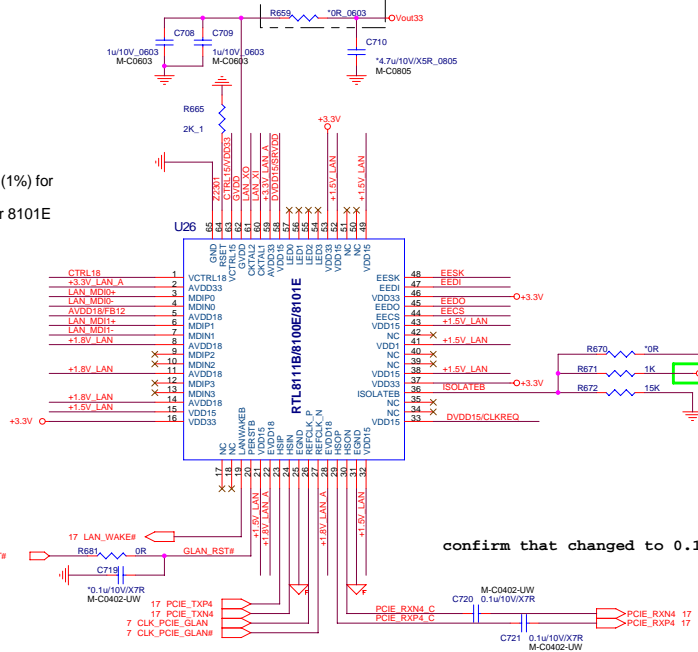 R659 *0R_0603 Vout33
C708 C709
C710
1u/10V_0603 1u/10V_0603
M-C0603 M-C0603
*4.7u/10V/X5R_0805
M-C0805
R665
2K_1
+3.3V
(1%) for
r 8101E
Z2301
CTRL15/VDD33
GVDD
LAN_XO
LAN_XI
+3.3V_LAN_A
DVDD15/SRVDD
+1.5V_LAN
+1.5V_LAN
U26
65 64 63 62 61 60 59 58 57 56 55 54 53 52 51 50 49
GND
RSET
VCTRL15
GVDD
CKTAL2
CKTAL1
AVDD33
VDD15
LED0
LED1
LED2
LED3
VDD33
VDD15
NC
NC
VDD15
RTL8111B/8100E/8101E
CTRL18 1 VCTRL18
+3.3V_LAN_A 2 AVDD33
LAN_MDI0+ 3 MDIP0
LAN_MDI0- 4 MDIN0
AVDD18/FB12 5 AVDD18
LAN_MDI1+ 6 MDIP1
LAN_MDI1- 7 MDIN1
+1.8V_LAN 8 AVDD18
9 MDIP2
10 MDIN2
+1.8V_LAN 11 AVDD18
12 MDIP3
13 MDIN3
+1.8V_LAN 14 AVDD18
+1.5V_LAN 15 VDD15
+3.3V 16 VDD33
EESK 48 EESK
EEDI 47 EEDI
VDD33 46 +3.3V
EEDO 45 EEDO
EECS 44 EECS
VDD15 43 +1.5V_LAN
NC 42
VDD1 41 +1.5V_LAN
NC 40
NC 39
VDD15 38 +1.5V_LAN
VDD33 37 +3.3V
ISOLATEB 36 ISOLATEB
NC 35
NC 34
VDD15 33 DVDD15/CLKREQ
R670 *0R
R671 1K
R672 15K
NC
NC
LANWAKEB
PERSTB
VDD15
EVDD18
HSIP
HSIN
EGND
REFCLK_P
REFCLK_N
EVDD18
HSOP
HSON
EGND
VDD15
17 18 19 20 21 22 23 24 25 26 27 28 29 30 31 32
+1.5V_LAN
+1.8V_LAN_A
+1.8V_LAN_A
+1.5V_LAN
17 LAN_WAKE#
R681 0R GLAN_RST#
C719
*0.1u/10V/X7R
M-C0402-UW
confirm that changed to 0.1
17 PCIE_TXP4
17 PCIE_TXN4
7 CLK_PCIE_GLAN
7 CLK_PCIE_GLAN#
PCIE_RXN4_C
PCIE_RXP4_C
M-C0402-UW
C720 0.1u/10V/X7R
PCIE_RXN4 17
PCIE_RXP4 17
C721 0.1u/10V/X7R
M-C0402-UW